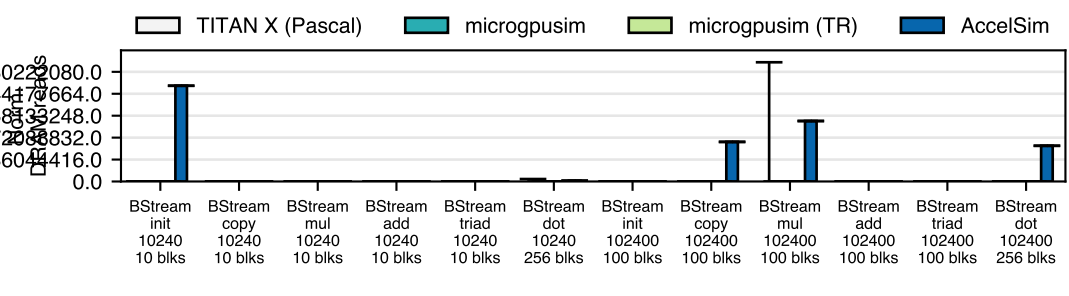 TITAN X (Pascal) microgpusim microgpusim (TR) AccelSim
DRAM reads
0.0
BStream
init
10240
10 blks
BStream
copy
10240
10 blks
BStream
mul
10240
10 blks
BStream
add
10240
10 blks
BStream
triad
10240
10 blks
BStream
dot
10240
256 blks
BStream
init
102400
100 blks
BStream
copy
102400
100 blks
BStream
mul
102400
100 blks
BStream
add
102400
100 blks
BStream
triad
102400
100 blks
BStream
dot
102400
256 blks